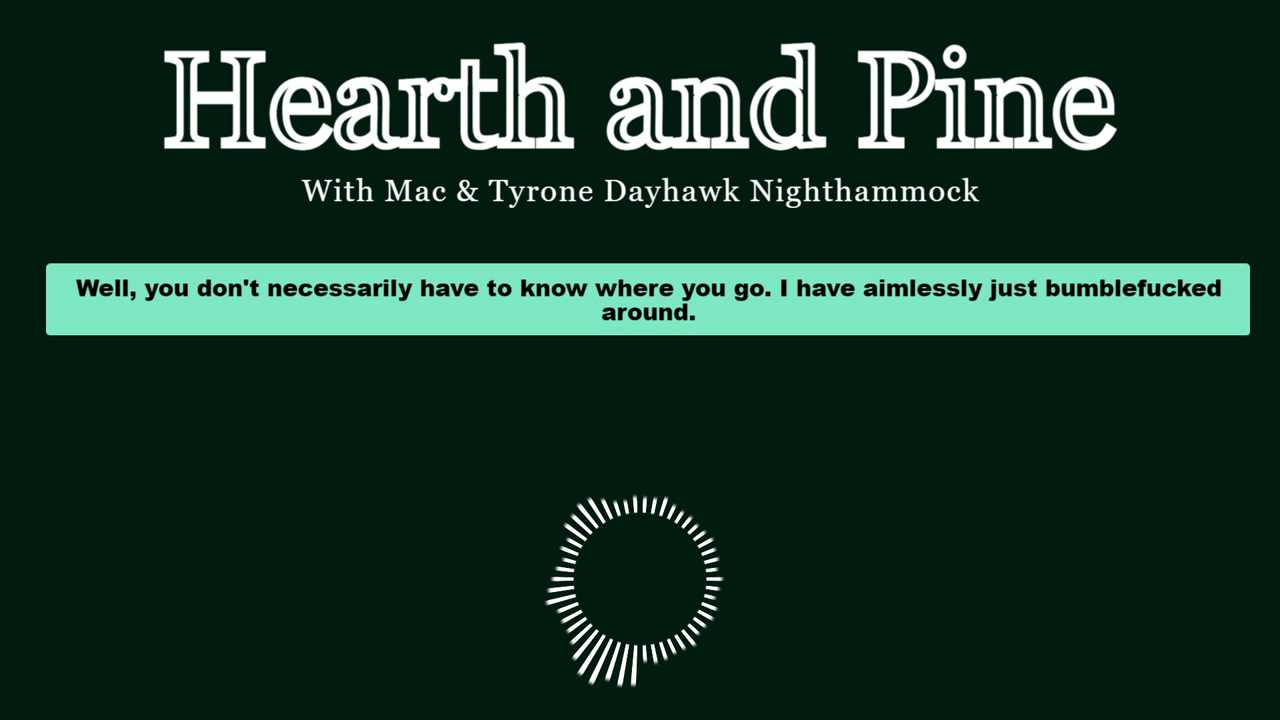 Hearth and Pine
With Mac & Tyrone Dayhawk Nighthammock
Well, you don't necessarily have to know where you go. I have aimlessly just bumblefucked
around.